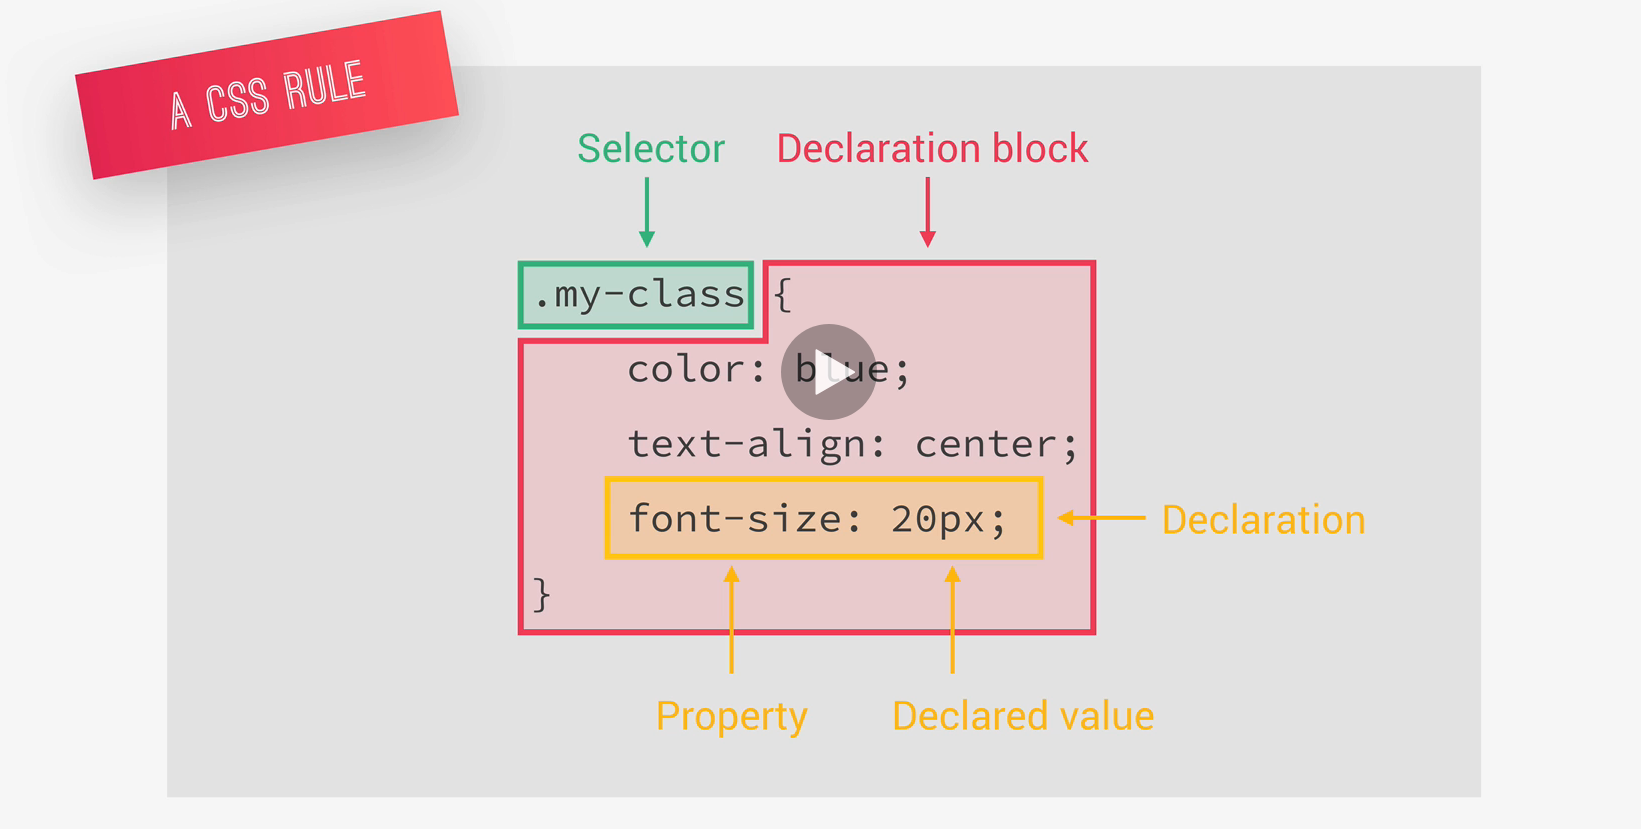 A CSS RULE
Selector
Declaration block
.my-class {
color: blue;
text-align: center;
font-size: 20px;
Declaration
}
Property
Declared value